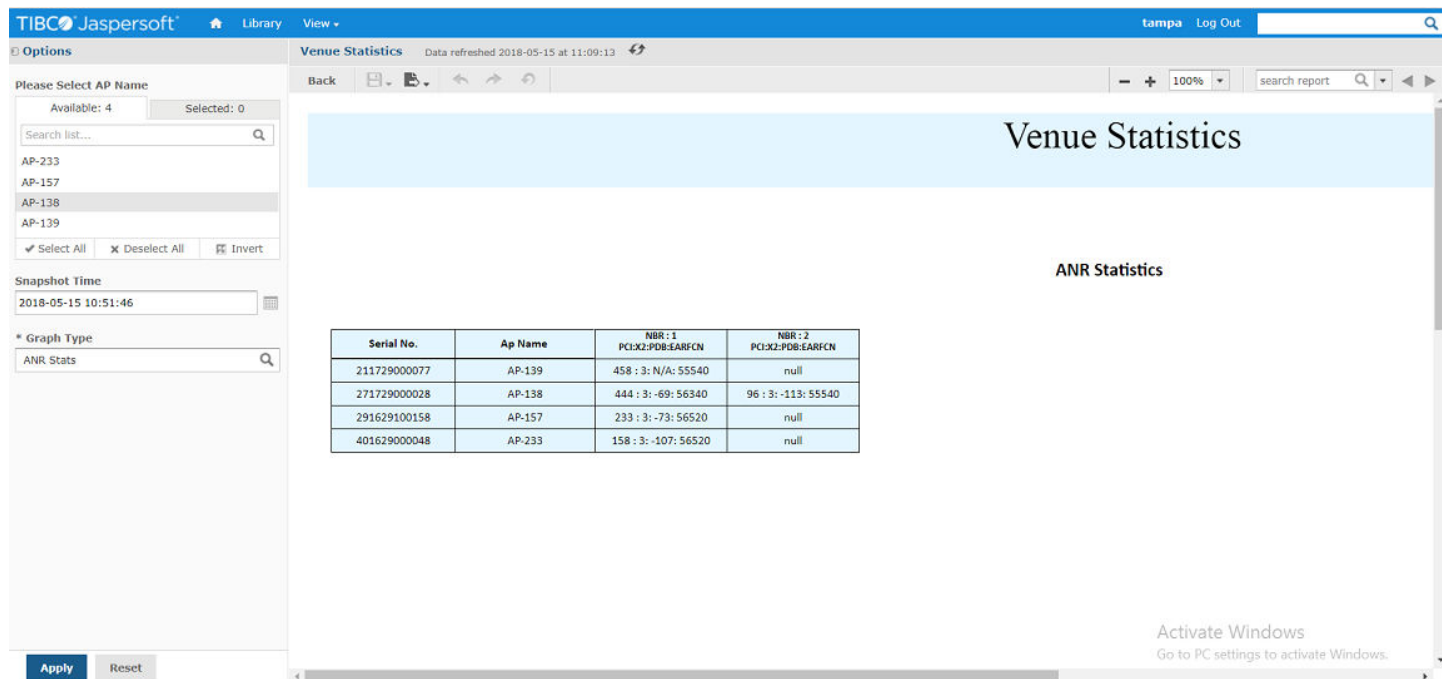 TIBCO Jaspersoft Library View tampa Log Out
Options
Venue Statistics Data refreshed 2018-05-15 at 11:09:13
Back 100% search report
Please Select AP Name
Available: 4 Selected: 0
Search list...
AP-233
AP-157
AP-138
AP-139
Select All Deselect All Invert
Snapshot Time
2018-05-15 10:51:46
* Graph Type
ANR Stats
Apply Reset
Venue Statistics
ANR Statistics
Serial No. Ap Name NBR : 1 PCI:X2:PDB:EARFCN NBR : 2 PCI:X2:PDB:EARFCN
211729000077 AP-139 458 : 3: N/A: 55540 null
271729000028 AP-138 444 : 3: -69: 56340 96 : 3: -113: 55540
291629100158 AP-157 233 : 3: -73: 56520 null
401629000048 AP-233 158 : 3: -107: 56520 null
Activate Windows
Go to PC settings to activate Windows.